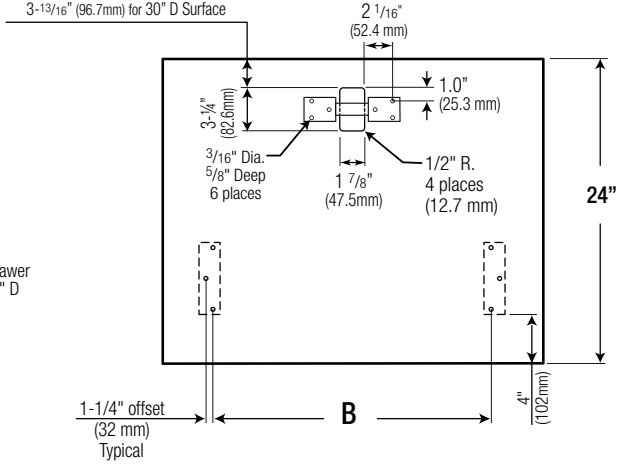 3-13/16" (96.7mm) for 30" D Surface
2 1/16"
(52.4 mm)
1.0"
(25.3 mm)
3-1/4"
(82.6mm)
3/16" Dia.
5/8" Deep
6 places
1 7/8"
(47.5mm)
1/2" R.
4 places
(12.7 mm)
24"
awer
" D
4"
(102mm)
1-1/4" offset
(32 mm)
Typical
B